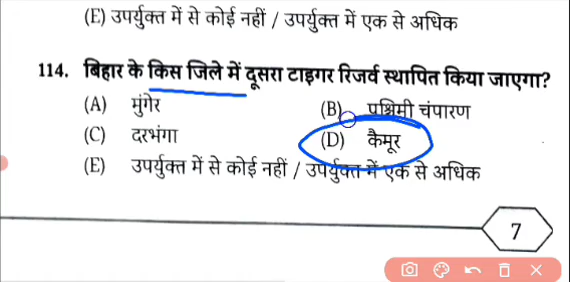 (E) उपर्युक्त में से कोई नहीं / उपर्युक्त में एक से अधिक
114. बिहार के किस जिले में दूसरा टाइगर रिजर्व स्थापित किया जाएगा?
(A) मुंगेर (B) पश्चिमी चंपारण
(C) दरभंगा (D) कैमूर
(E) उपर्युक्त में से कोई नहीं / उपर्युक्त में एक से अधिक
7